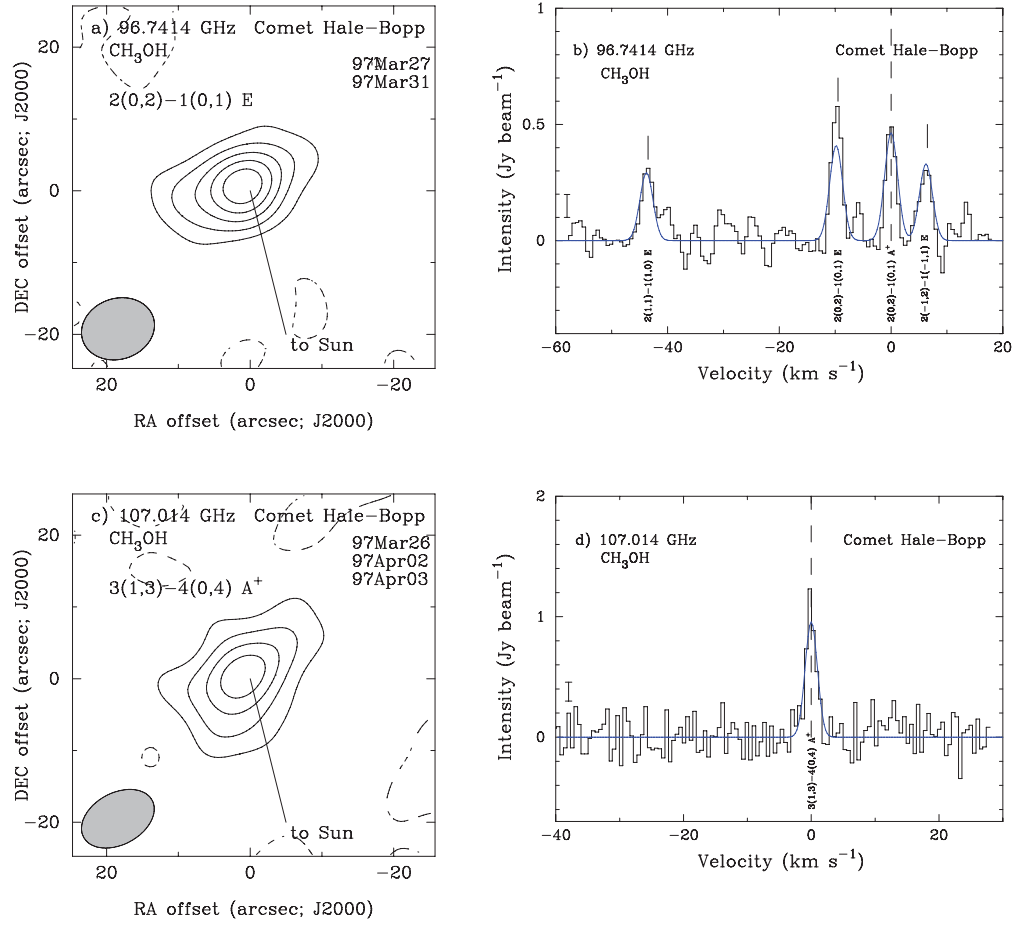 a) 96.7414 GHz Comet Hale-Bopp
CH3OH
97Mar27
97Mar31
2(0,2)-1(0,1) E
to Sun
20
0
-20
20 0 -20
DEC offset (arcsec; J2000)
RA offset (arcsec; J2000)
b) 96.7414 GHz Comet Hale-Bopp
CH3OH
1
0.5
0
2(1,1)-1(1,0) E
2(0,2)-1(0,1) E
2(0,2)-1(0,1) A+
2(-1,2)-1(-1,1) E
-60 -40 -20 0 20
Intensity (Jy beam−1)
Velocity (km s−1)
c) 107.014 GHz Comet Hale-Bopp
CH3OH
97Mar26
97Apr02
97Apr03
3(1,3)-4(0,4) A+
to Sun
20
0
-20
20 0 -20
DEC offset (arcsec; J2000)
RA offset (arcsec; J2000)
d) 107.014 GHz Comet Hale-Bopp
CH3OH
2
1
0
3(1,3)-4(0,4) A+
-40 -20 0 20
Intensity (Jy beam−1)
Velocity (km s−1)